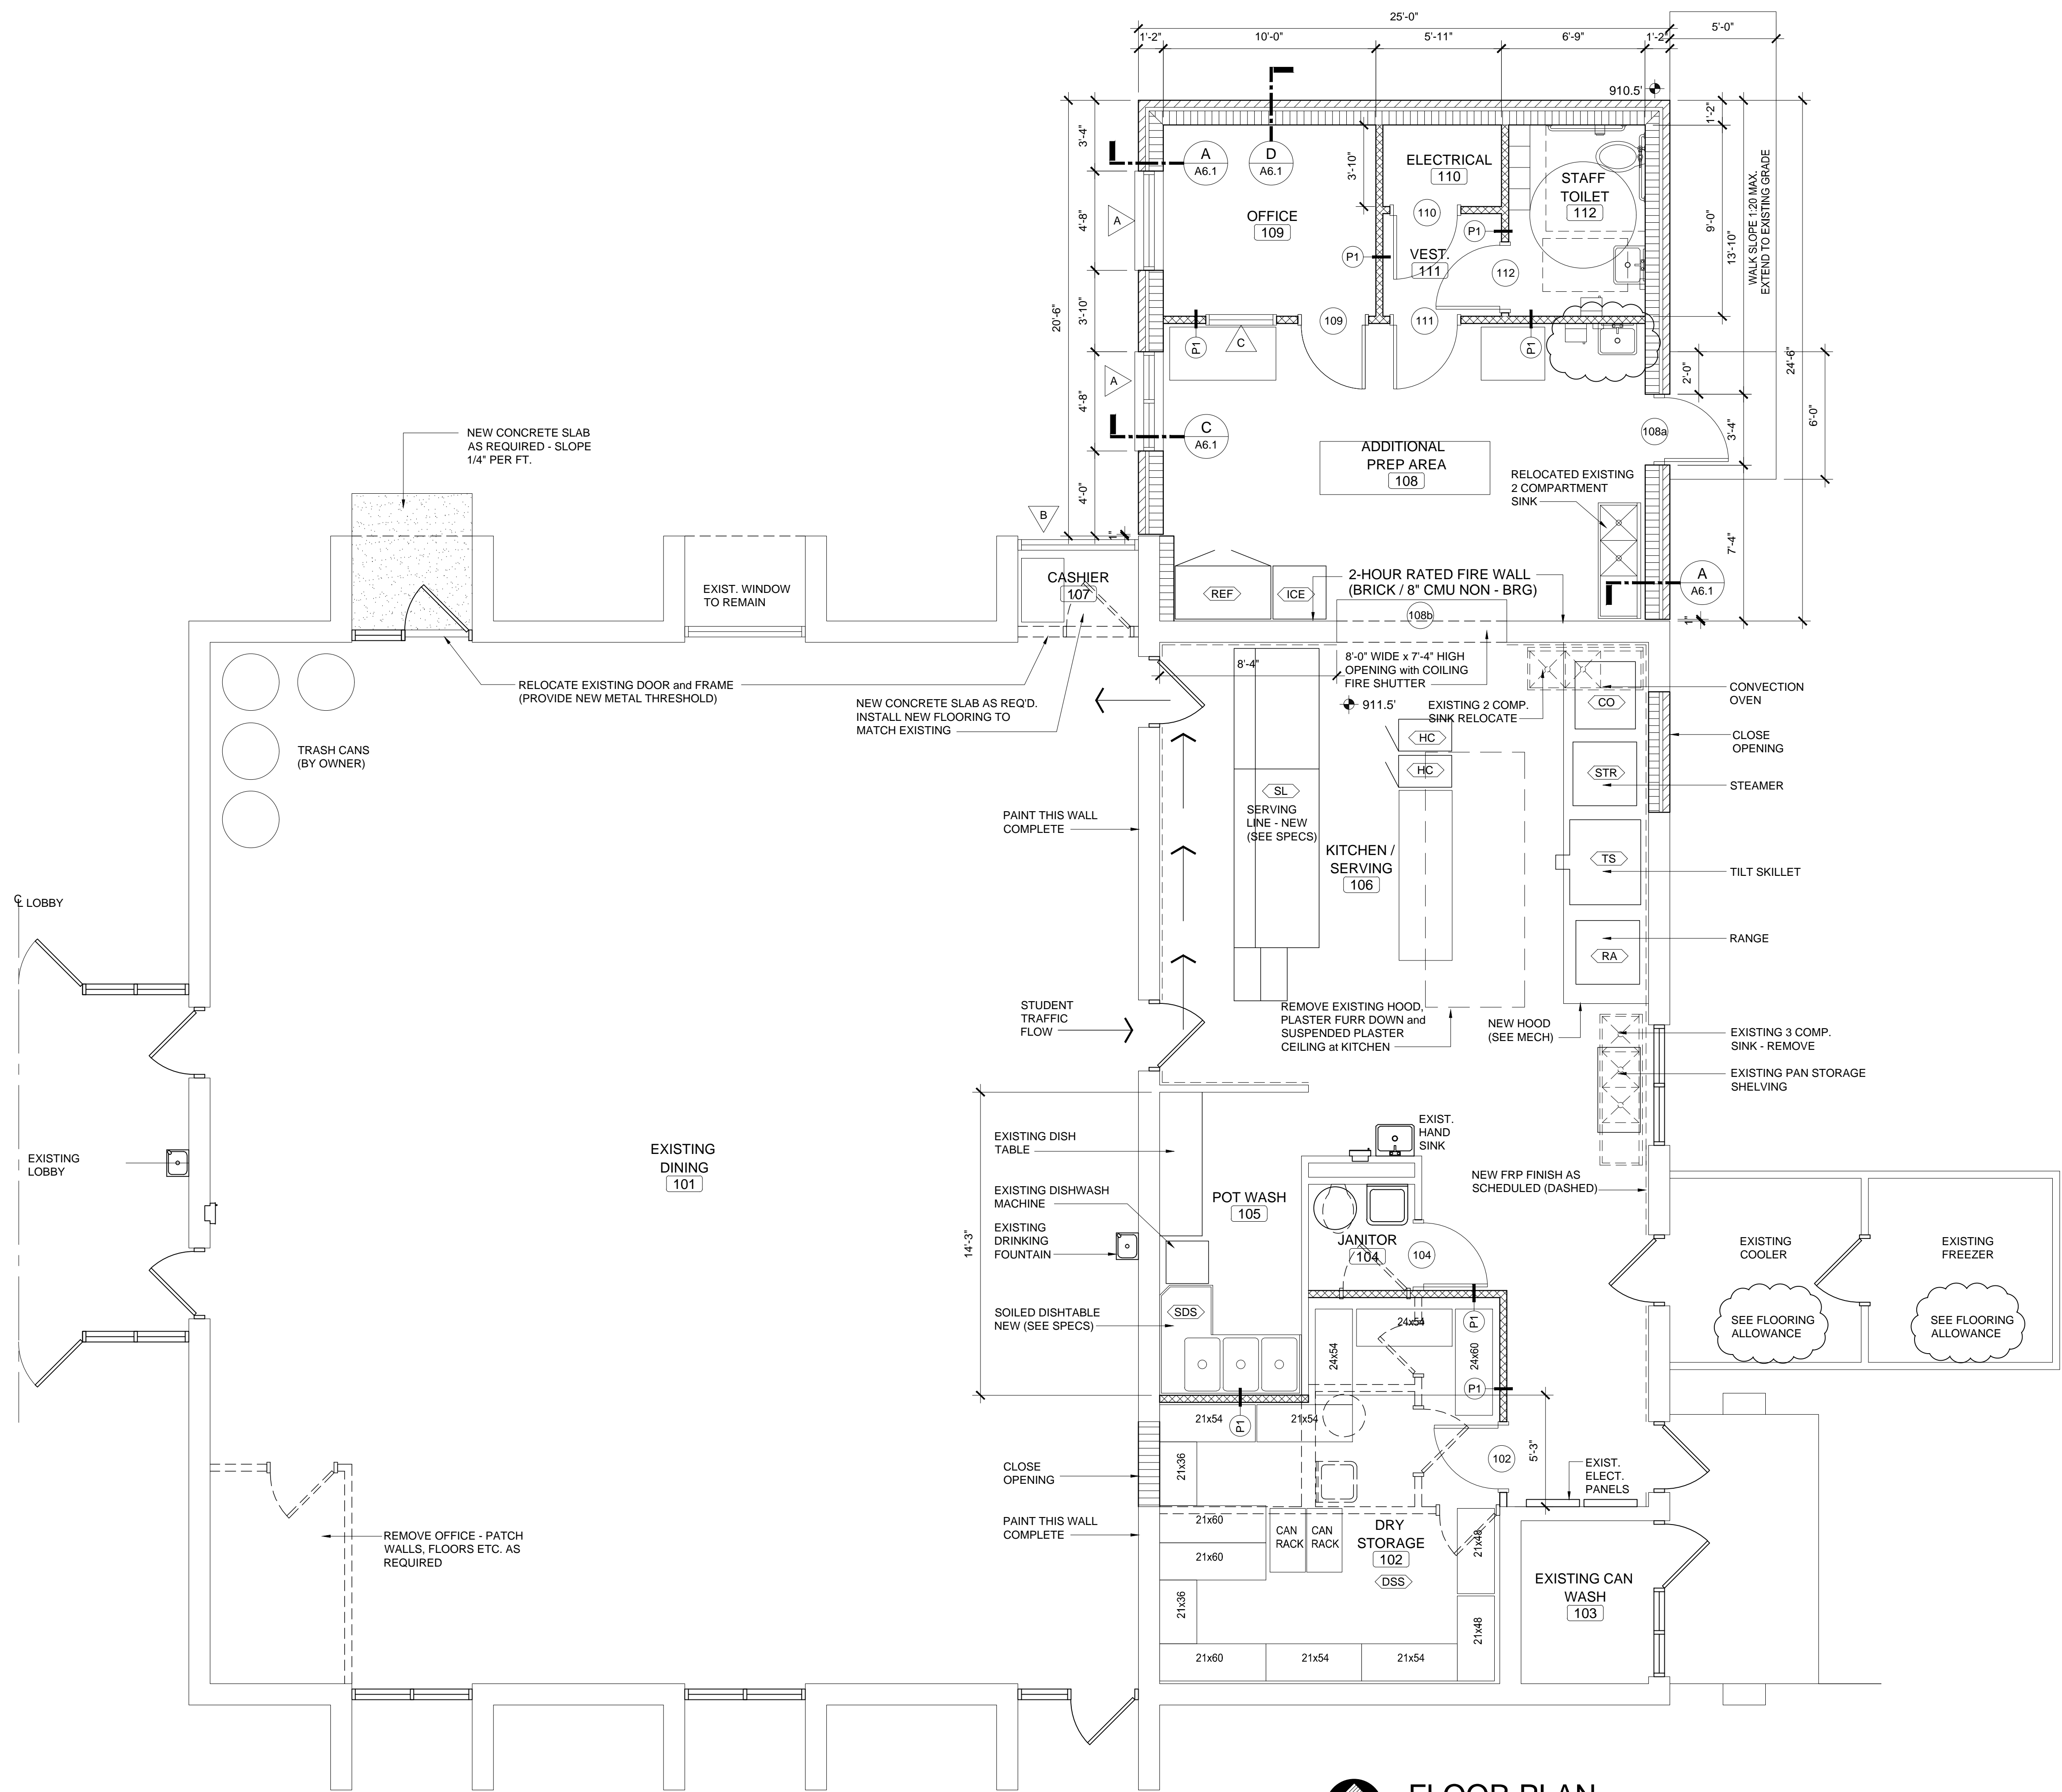 25'-0"
5'-0"
1'-2"
10'-0"
5'-11"
6'-9"
1'-2"
910.5'
1'-2"
3'-4"
A
A6.1
D
A6.1
3'-10"
ELECTRICAL
110
STAFF
TOILET
112
WALK SLOPE 1:20 MAX.
EXTEND TO EXISTING GRADE
9'-0"
13'-10"
A
4'-8"
OFFICE
109
110
P1
P1
VEST.
111
112
20'-6"
3'-10"
109
111
P1
C
P1
2'-0"
24'-6"
6'-0"
A
4'-8"
C
A6.1
108a
3'-4"
NEW CONCRETE SLAB
AS REQUIRED - SLOPE
1/4" PER FT.
ADDITIONAL
PREP AREA
108
RELOCATED EXISTING
2 COMPARTMENT
SINK
4'-0"
B
1"
7'-4"
EXIST. WINDOW
TO REMAIN
CASHIER
107
REF
ICE
2-HOUR RATED FIRE WALL
(BRICK / 8" CMU NON - BRG)
A
A6.1
108b
1"
8'-4"
8'-0" WIDE x 7'-4" HIGH
OPENING with COILING
FIRE SHUTTER
RELOCATE EXISTING DOOR and FRAME
(PROVIDE NEW METAL THRESHOLD)
NEW CONCRETE SLAB AS REQ'D.
INSTALL NEW FLOORING TO
MATCH EXISTING
911.5'
EXISTING 2 COMP.
SINK RELOCATE
CO
CONVECTION
OVEN
TRASH CANS
(BY OWNER)
HC
HC
CLOSE
OPENING
STR
STEAMER
SL
SERVING
LINE - NEW
(SEE SPECS)
PAINT THIS WALL
COMPLETE
KITCHEN /
SERVING
106
TS
TILT SKILLET
℄ LOBBY
RANGE
RA
STUDENT
TRAFFIC
FLOW
REMOVE EXISTING HOOD,
PLASTER FURR DOWN and
SUSPENDED PLASTER
CEILING at KITCHEN
NEW HOOD
(SEE MECH)
EXISTING 3 COMP.
SINK - REMOVE
EXISTING PAN STORAGE
SHELVING
EXISTING
LOBBY
EXISTING
DINING
101
EXISTING DISH
TABLE
EXIST.
HAND
SINK
EXISTING DISHWASH
MACHINE
POT WASH
105
NEW FRP FINISH AS
SCHEDULED (DASHED)
14'-3"
EXISTING
DRINKING
FOUNTAIN
JANITOR
104
104
EXISTING
COOLER
EXISTING
FREEZER
SOILED DISHTABLE
NEW (SEE SPECS)
SDS
24x54
P1
SEE FLOORING
ALLOWANCE
SEE FLOORING
ALLOWANCE
24x54
24x60
P1
21x54
P1
21x54
CLOSE
OPENING
21x36
102
5'-3"
EXIST.
ELECT.
PANELS
PAINT THIS WALL
COMPLETE
21x60
CAN
RACK
CAN
RACK
DRY
STORAGE
102
21x48
REMOVE OFFICE - PATCH
WALLS, FLOORS ETC. AS
REQUIRED
21x60
DSS
21x36
EXISTING CAN
WASH
103
21x48
21x60
21x54
21x54
FLOOR PLAN